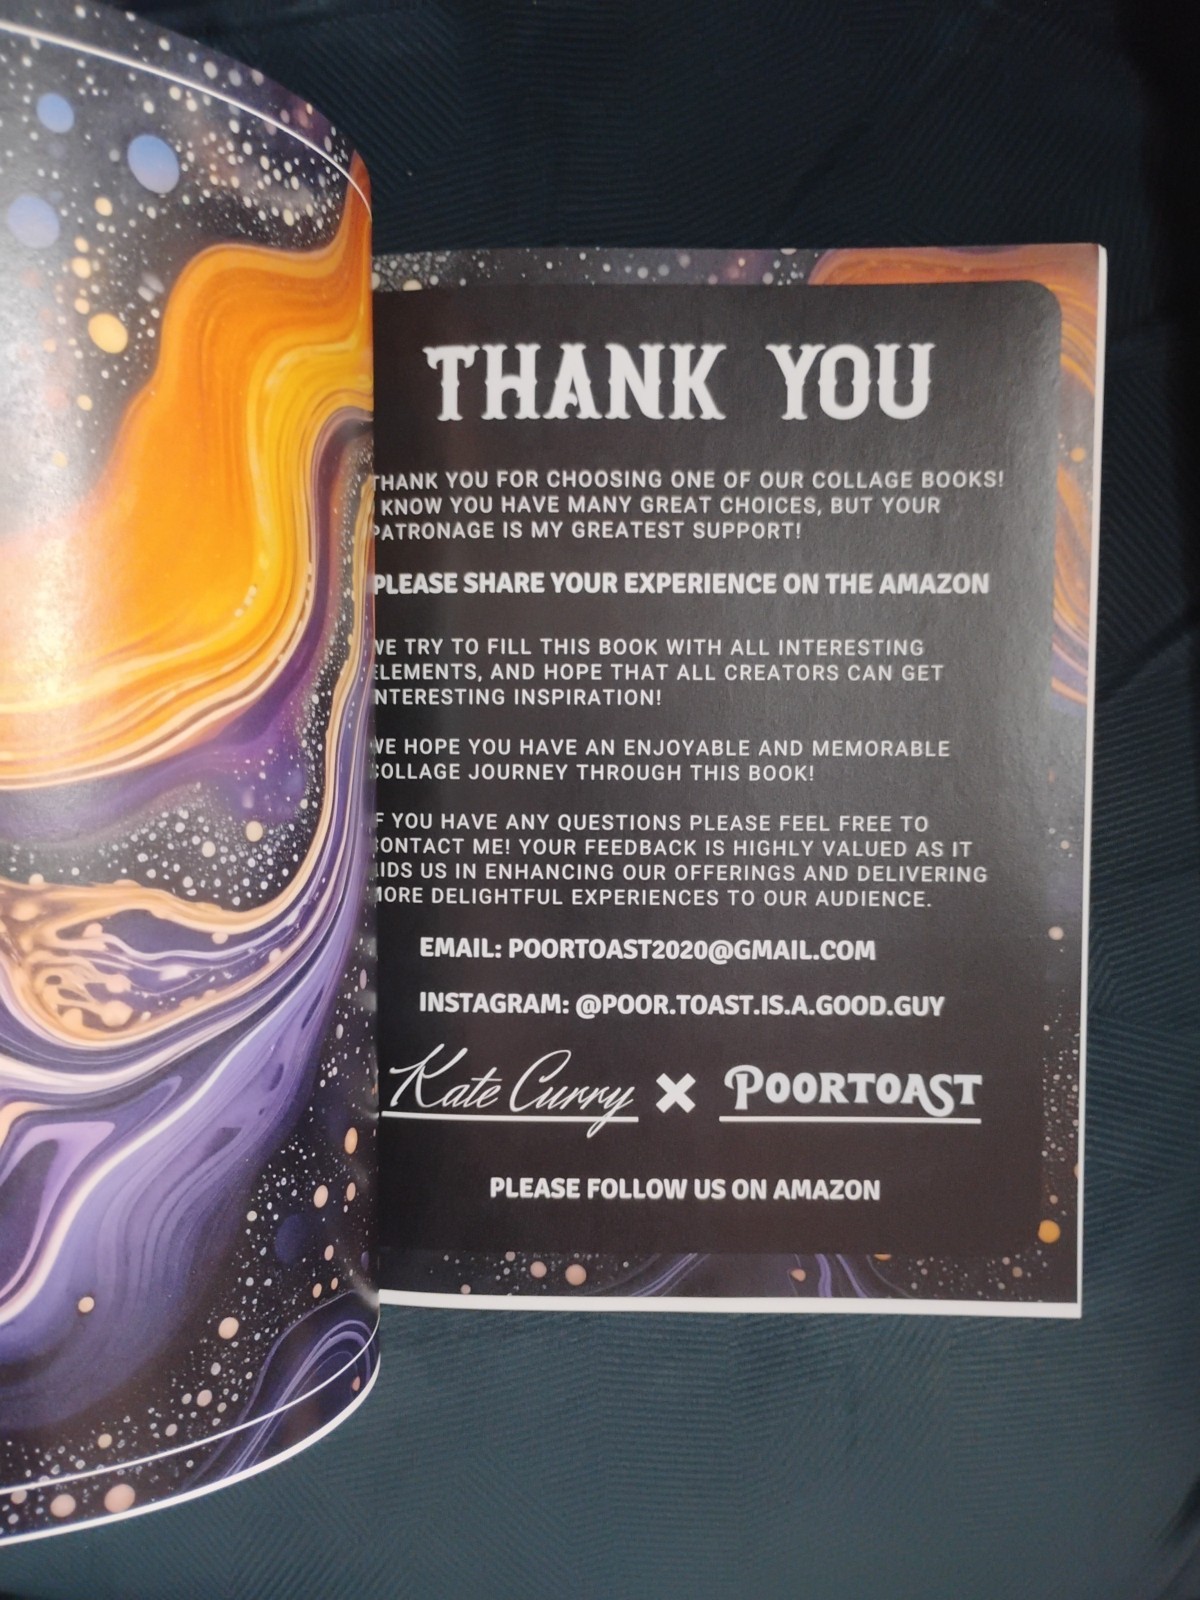 THANK YOU
THANK YOU FOR CHOOSING ONE OF OUR COLLAGE BOOKS!
I KNOW YOU HAVE MANY GREAT CHOICES, BUT YOUR
PATRONAGE IS MY GREATEST SUPPORT!
PLEASE SHARE YOUR EXPERIENCE ON THE AMAZON
WE TRY TO FILL THIS BOOK WITH ALL INTERESTING
ELEMENTS, AND HOPE THAT ALL CREATORS CAN GET
INTERESTING INSPIRATION!
WE HOPE YOU HAVE AN ENJOYABLE AND MEMORABLE
COLLAGE JOURNEY THROUGH THIS BOOK!
IF YOU HAVE ANY QUESTIONS PLEASE FEEL FREE TO
CONTACT ME! YOUR FEEDBACK IS HIGHLY VALUED AS IT
AIDS US IN ENHANCING OUR OFFERINGS AND DELIVERING
MORE DELIGHTFUL EXPERIENCES TO OUR AUDIENCE.
EMAIL: POORTOAST2020@GMAIL.COM
INSTAGRAM: @POOR.TOAST.IS.A.GOOD.GUY
Kate Curry × POORTOAST
PLEASE FOLLOW US ON AMAZON